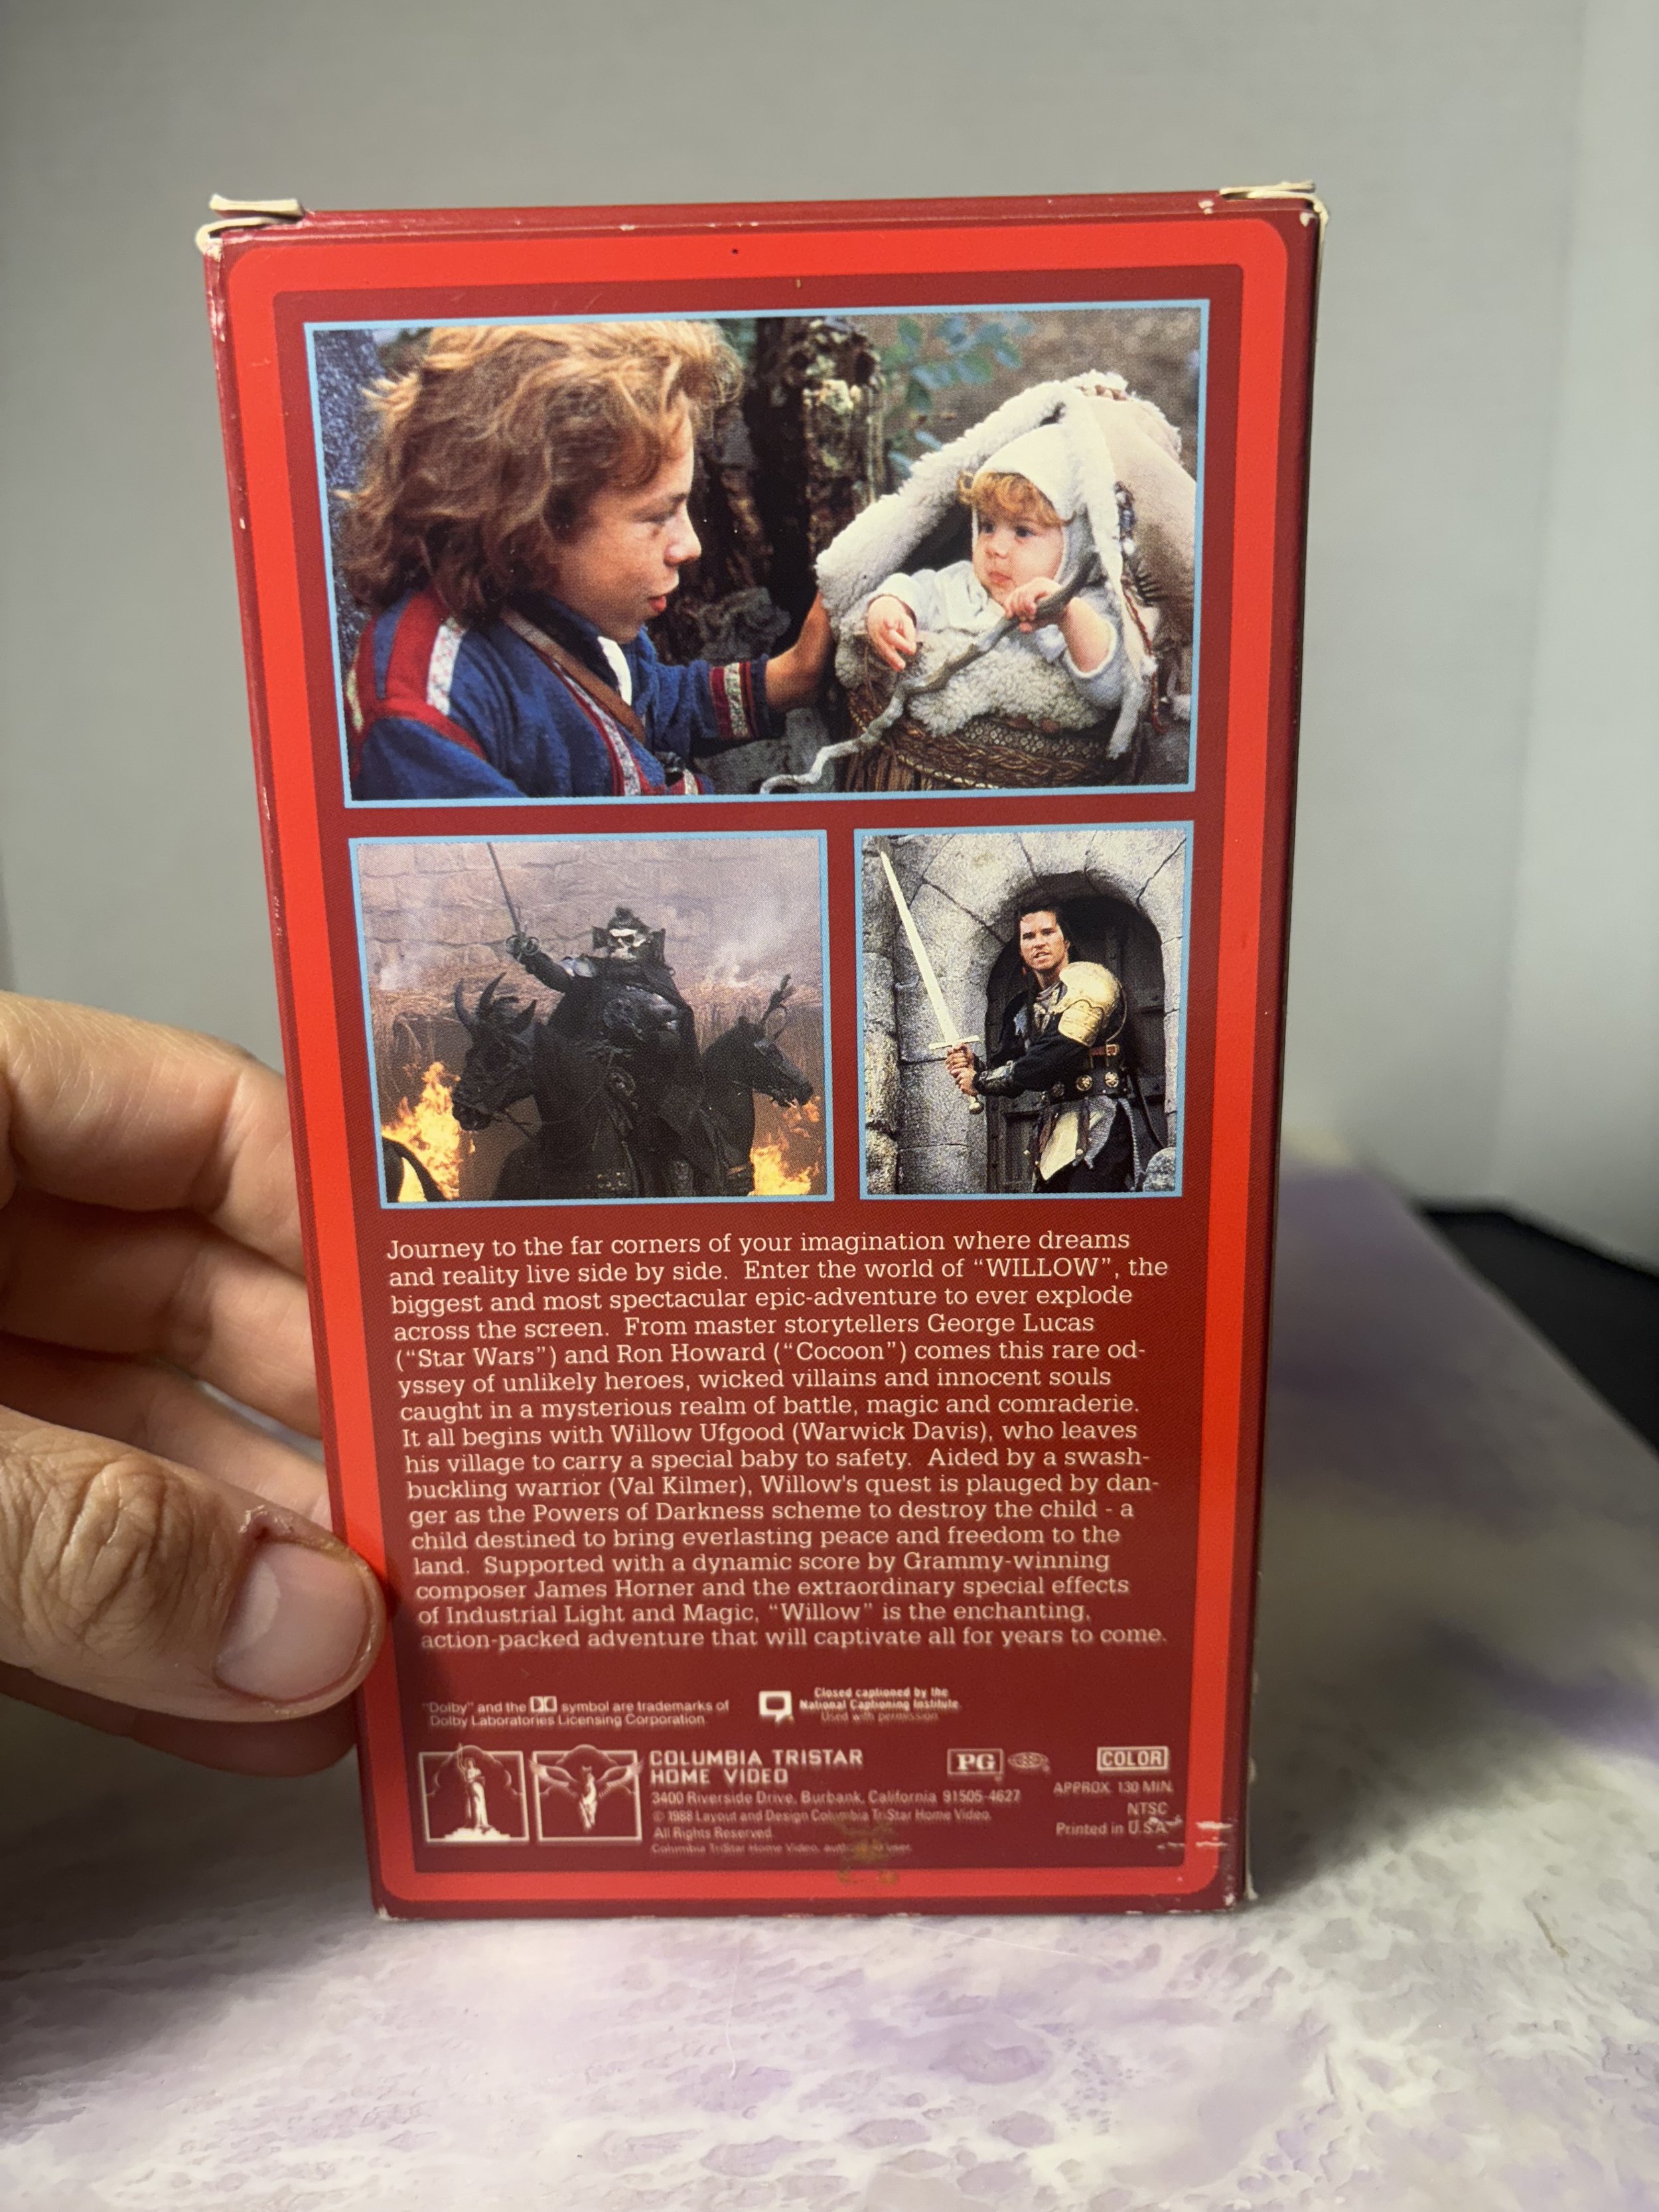 Journey to the far corners of your imagination where dreams
and reality live side by side. Enter the world of “WILLOW”, the
biggest and most spectacular epic-adventure to ever explode
across the screen. From master storytellers George Lucas
(“Star Wars”) and Ron Howard (“Cocoon”) comes this rare od-
yssey of unlikely heroes, wicked villains and innocent souls
caught in a mysterious realm of battle, magic and comraderie.
It all begins with Willow Ufgood (Warwick Davis), who leaves
his village to carry a special baby to safety. Aided by a swash-
buckling warrior (Val Kilmer), Willow's quest is plauged by dan-
ger as the Powers of Darkness scheme to destroy the child - a
child destined to bring everlasting peace and freedom to the
land. Supported with a dynamic score by Grammy-winning
composer James Horner and the extraordinary special effects
of Industrial Light and Magic, “Willow” is the enchanting,
action-packed adventure that will captivate all for years to come.
"Dolby" and the symbol are trademarks of
Dolby Laboratories Licensing Corporation.
Closed captioned by the
National Captioning Institute
Used with permission
COLUMBIA TRISTAR
HOME VIDEO
3400 Riverside Drive, Burbank, California 91505-4627
© 1988 Layout and Design Columbia TriStar Home Video.
All Rights Reserved.
Columbia TriStar Home Video, authorized user.
PG
COLOR
APPROX. 130 MIN.
NTSC
Printed in U.S.A.